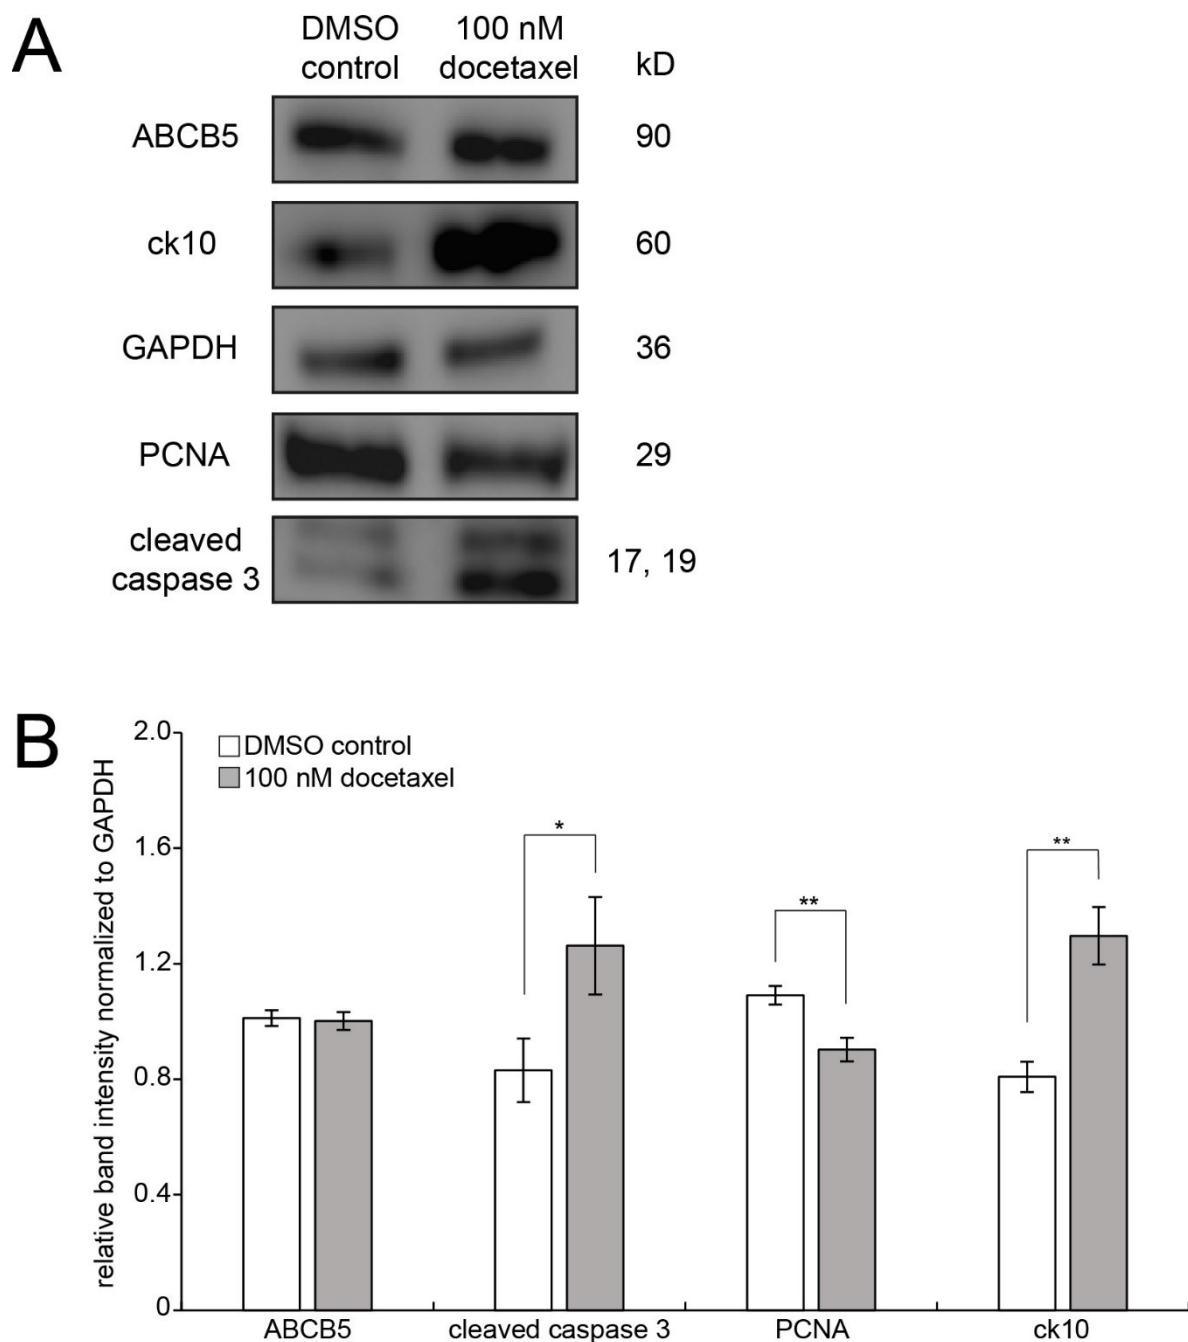 A
DMSO control
100 nM docetaxel
kD
ABCB5
90
ck10
60
GAPDH
36
PCNA
29
cleaved caspase 3
17, 19
B
relative band intensity normalized to GAPDH
2.0
1.6
1.2
0.8
0.4
0
DMSO control
100 nM docetaxel
*
**
**
ABCB5
cleaved caspase 3
PCNA
ck10